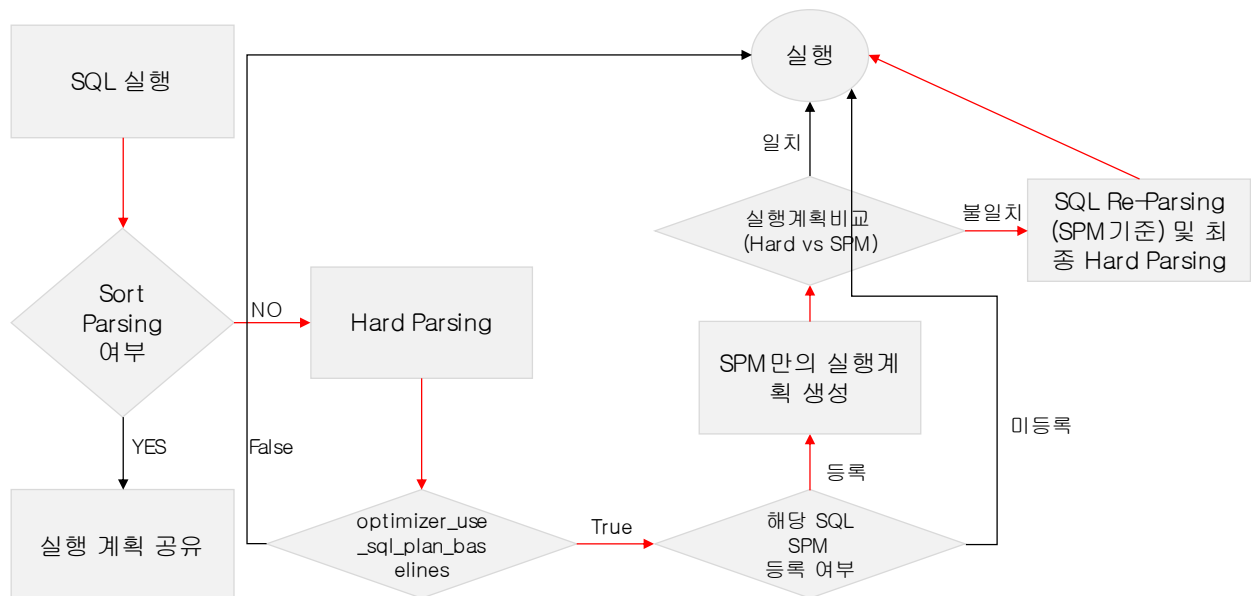 SQL 실행
Sort
Parsing
여부
NO
YES
실행 계획 공유
Hard Parsing
False
optimizer_use
_sql_plan_bas
elines
True
해당 SQL
SPM
등록 여부
등록
미등록
SPM만의 실행계
획 생성
실행계획비교
(Hard vs SPM)
일치
불일치
SQL Re-Parsing
(SPM기준) 및 최
종 Hard Parsing
실행